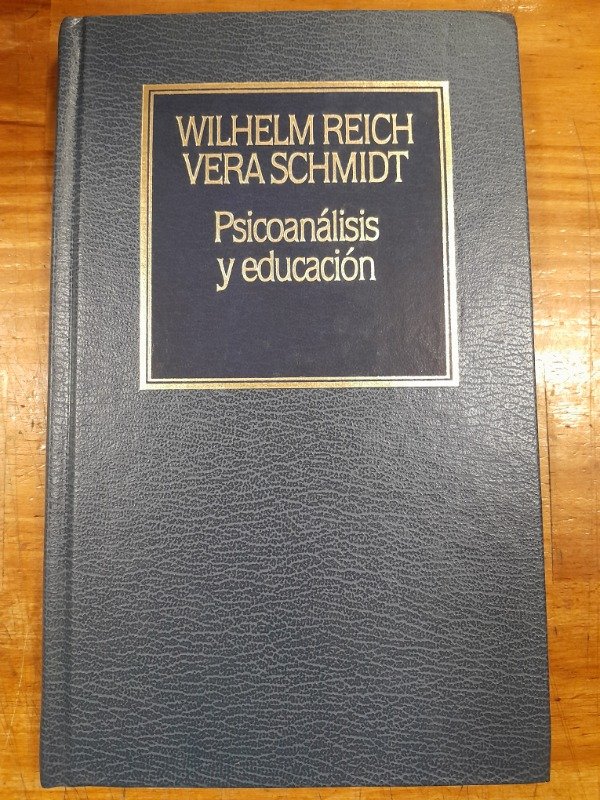 WILHELM REICH
VERA SCHMIDT
Psicoanálisis
y educación